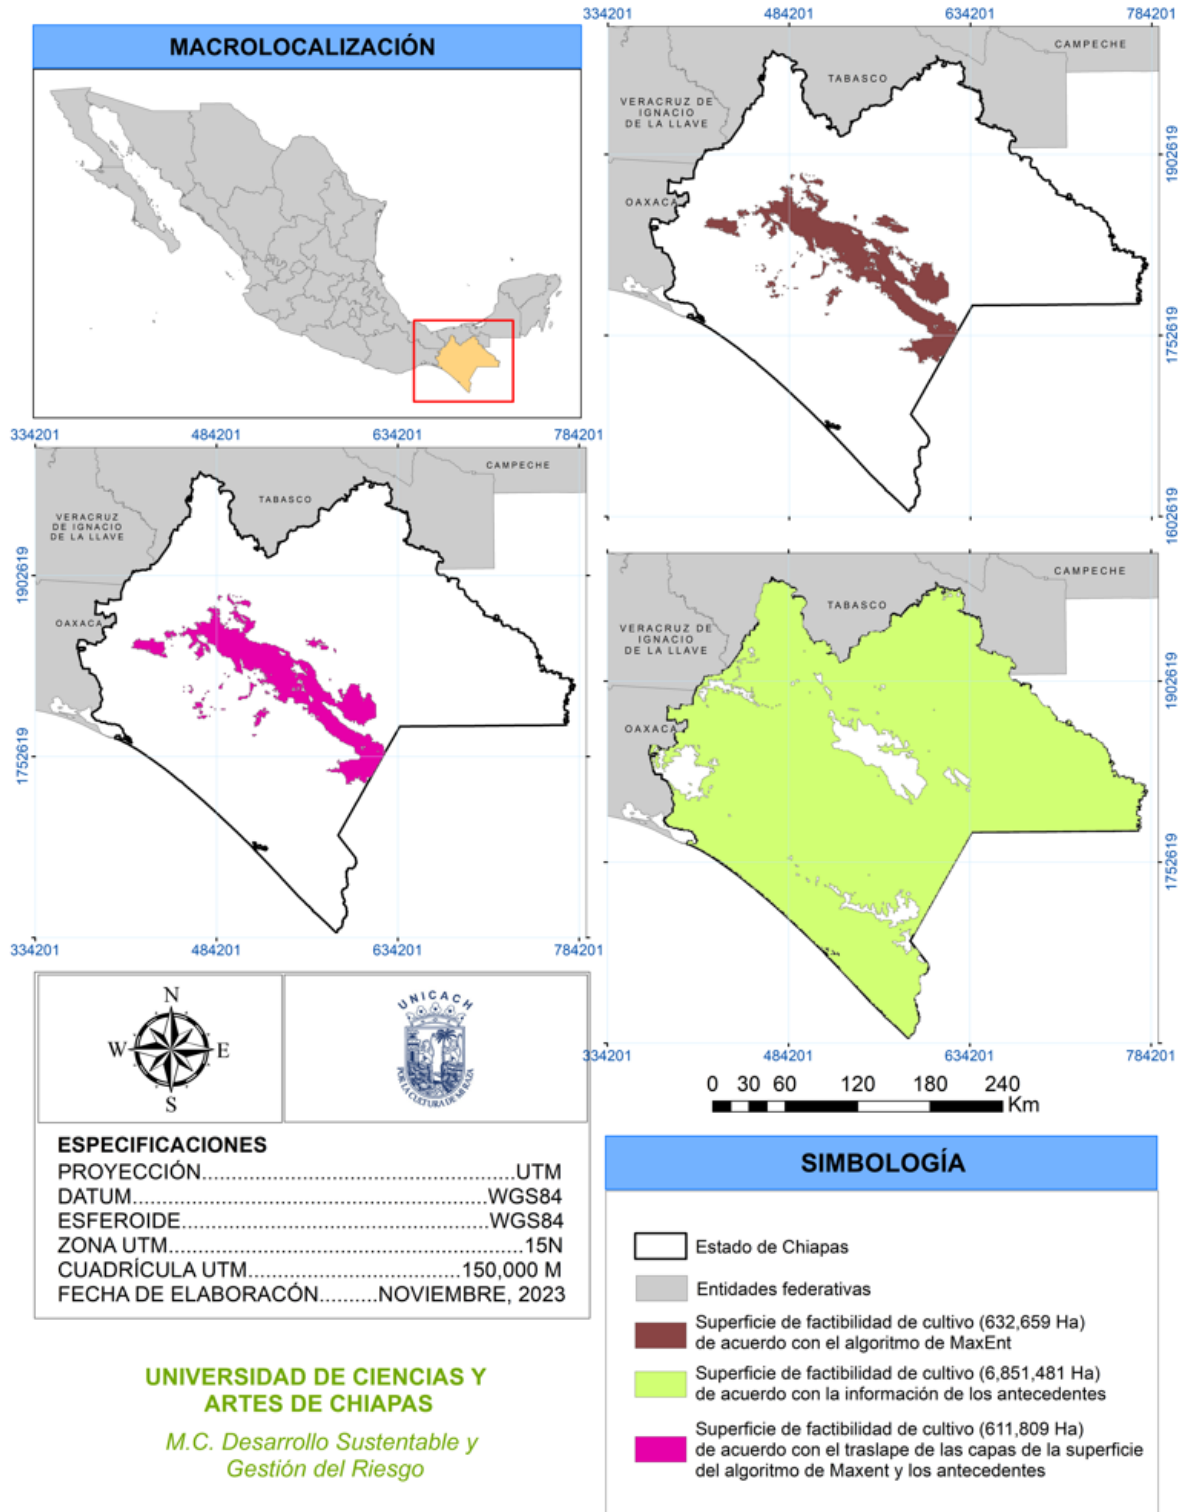 MACROLOCALIZACIÓN
334201 484201 634201 784201
CAMPECHE
TABASCO
VERACRUZ DE
IGNACIO
DE LA LLAVE
OAXACA
1902619
1752619
1602619
334201 484201 634201 784201
CAMPECHE
TABASCO
VERACRUZ
DE IGNACIO
DE LA LLAVE
OAXACA
1902619
1752619
334201 484201 634201 784201
CAMPECHE
TABASCO
VERACRUZ DE
IGNACIO
DE LA LLAVE
OAXACA
1902619
1752619
334201 484201 634201 784201
0 30 60 120 180 240
Km
N
W E
S
UNICACH
POR LA CULTURA DE MI RAZA
ESPECIFICACIONES
PROYECCIÓN.......................................UTM
DATUM.............................................WGS84
ESFEROIDE.......................................WGS84
ZONA UTM.............................................15N
CUADRÍCULA UTM...........................150,000 M
FECHA DE ELABORACÓN..........NOVIEMBRE, 2023
UNIVERSIDAD DE CIENCIAS Y
ARTES DE CHIAPAS
M.C. Desarrollo Sustentable y
Gestión del Riesgo
SIMBOLOGÍA
Estado de Chiapas
Entidades federativas
Superficie de factibilidad de cultivo (632,659 Ha)
de acuerdo con el algoritmo de MaxEnt
Superficie de factibilidad de cultivo (6,851,481 Ha)
de acuerdo con la información de los antecedentes
Superficie de factibilidad de cultivo (611,809 Ha)
de acuerdo con el traslape de las capas de la superficie
del algoritmo de Maxent y los antecedentes